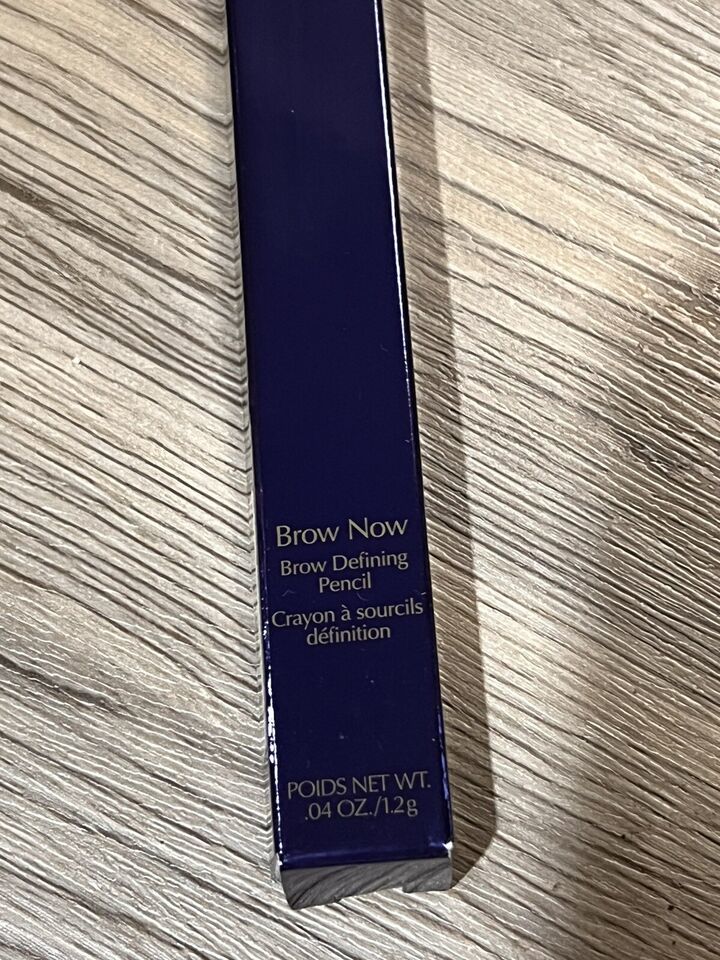 Brow Now
Brow Defining
Pencil
Crayon à sourcils
définition
POIDS NET WT.
.04 OZ./1.2g